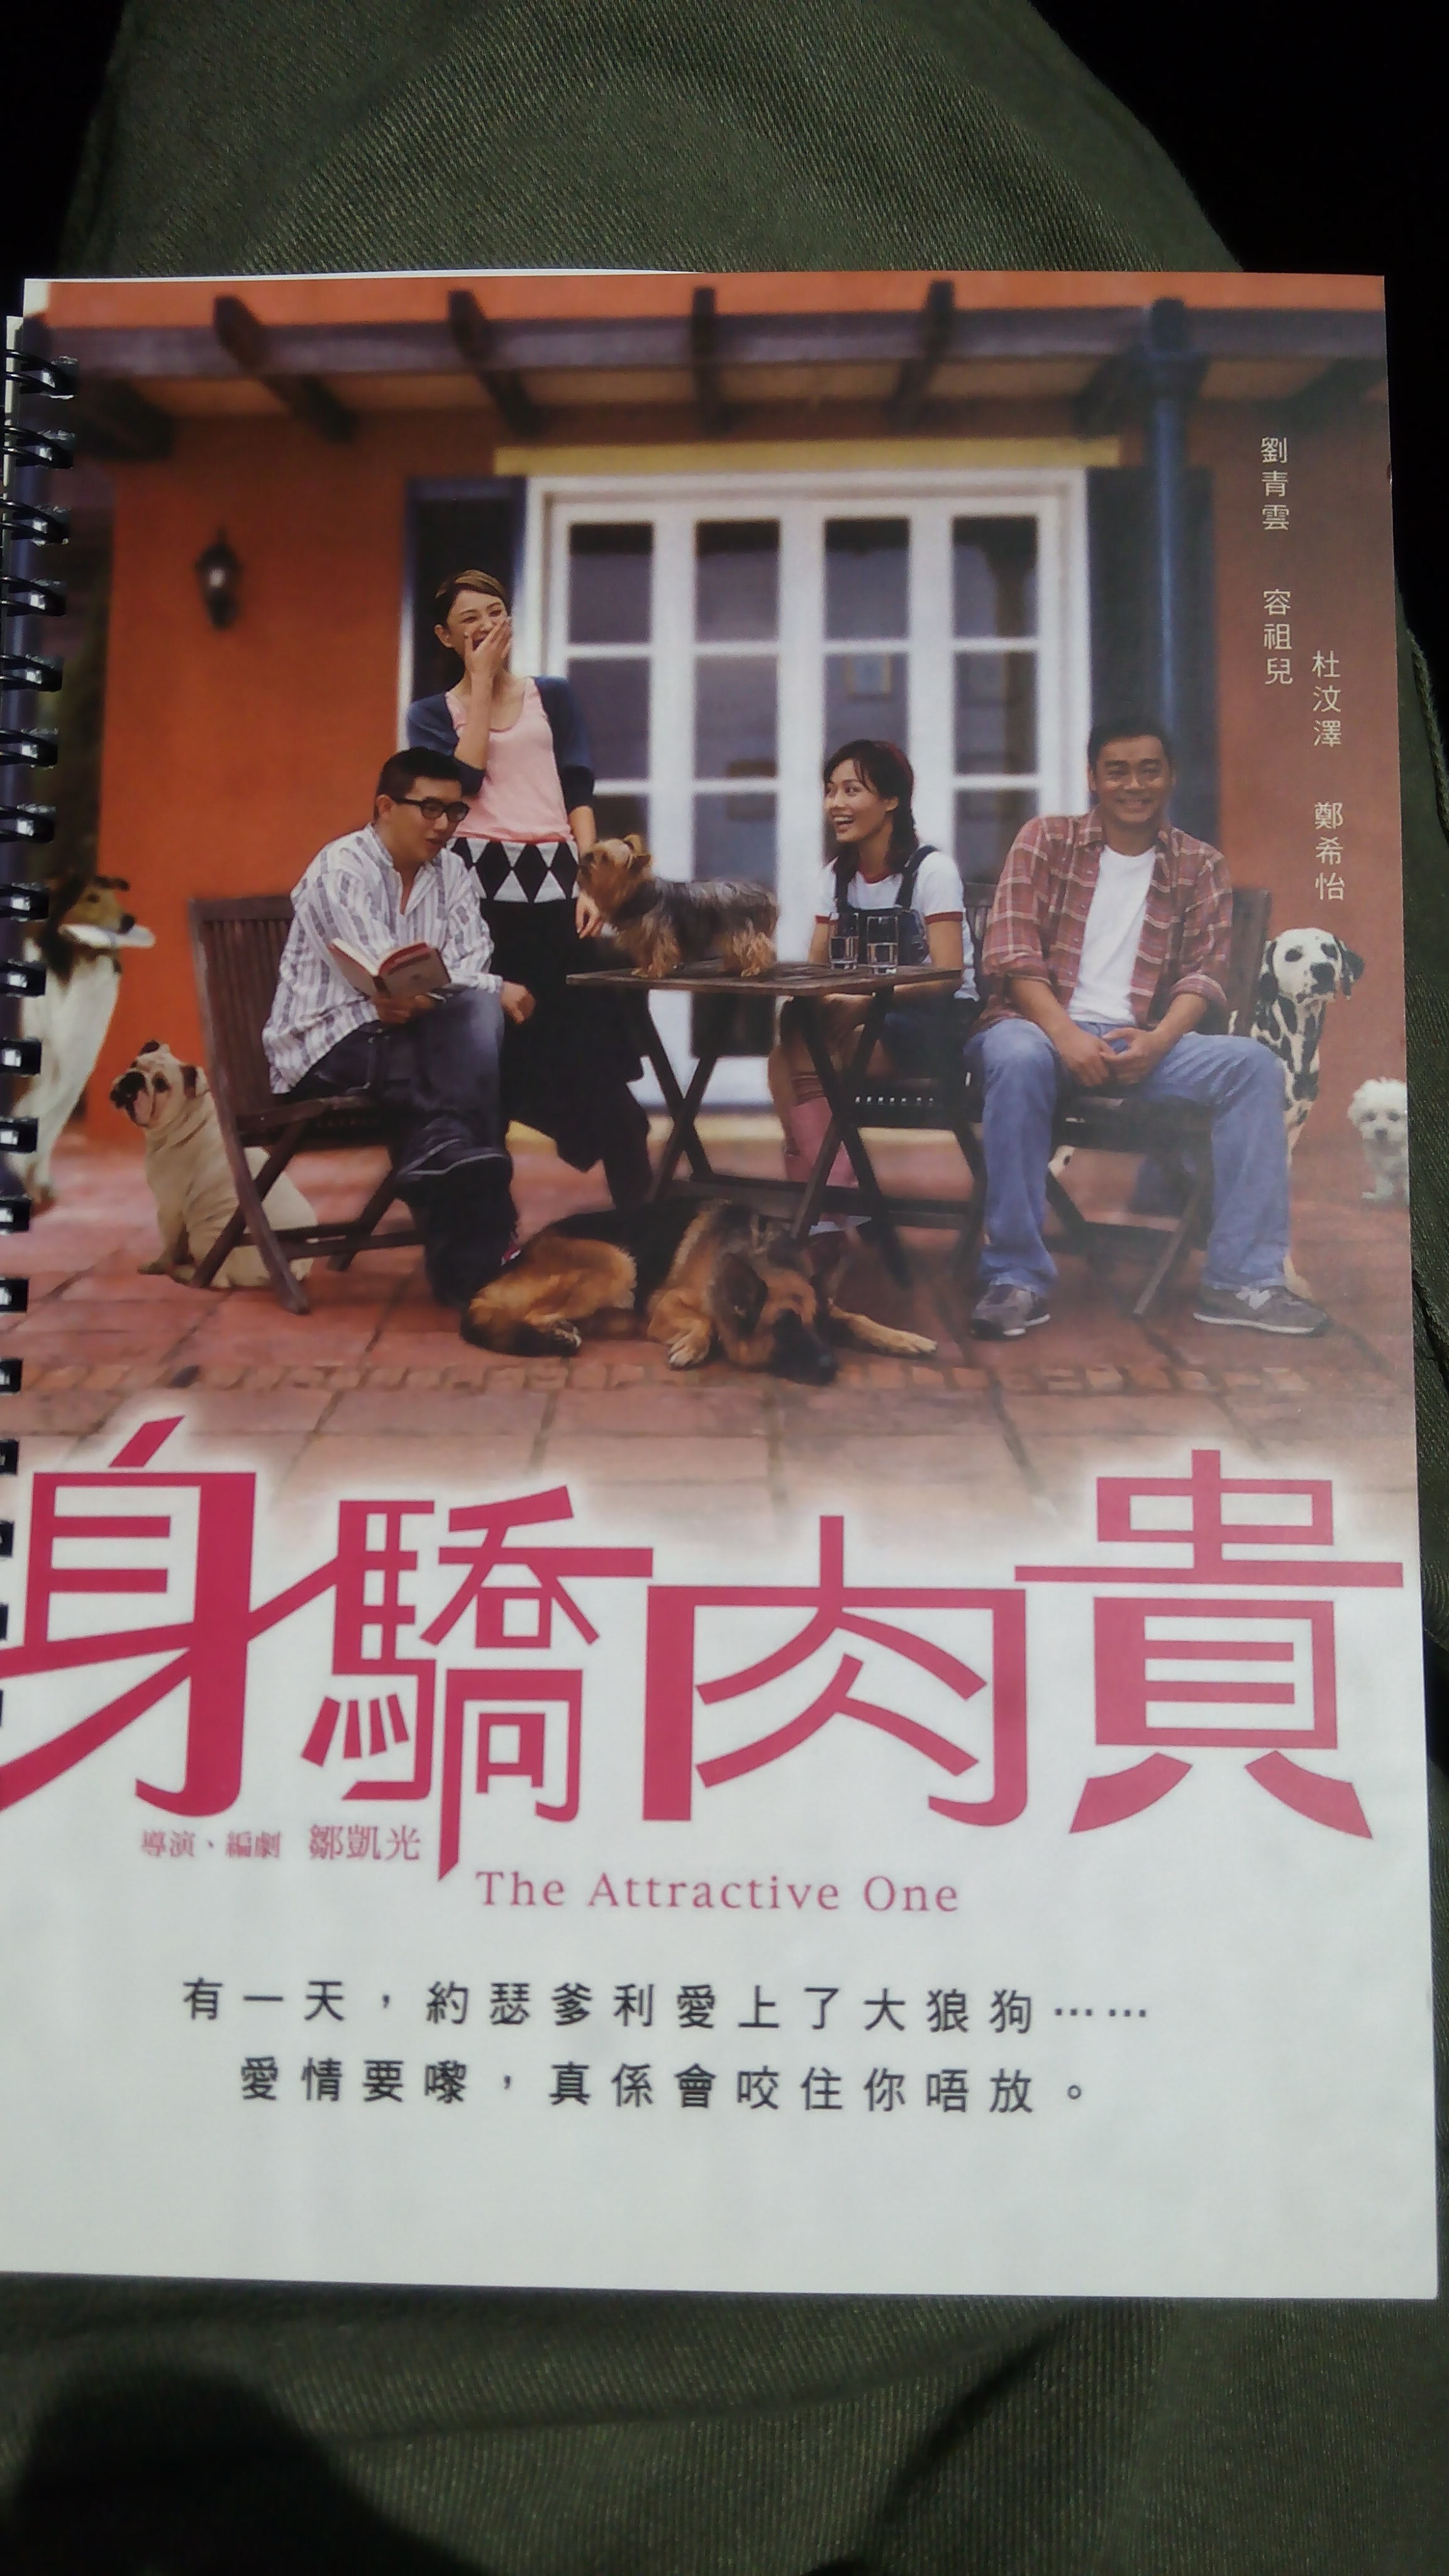 劉青雲 容祖兒
杜汶澤 鄭希怡
身驕肉貴
導演、編劇 鄒凱光
The Attractive One
有一天，約瑟爹利愛上了大狼狗⋯⋯
愛情要嚟，真係會咬住你唔放。